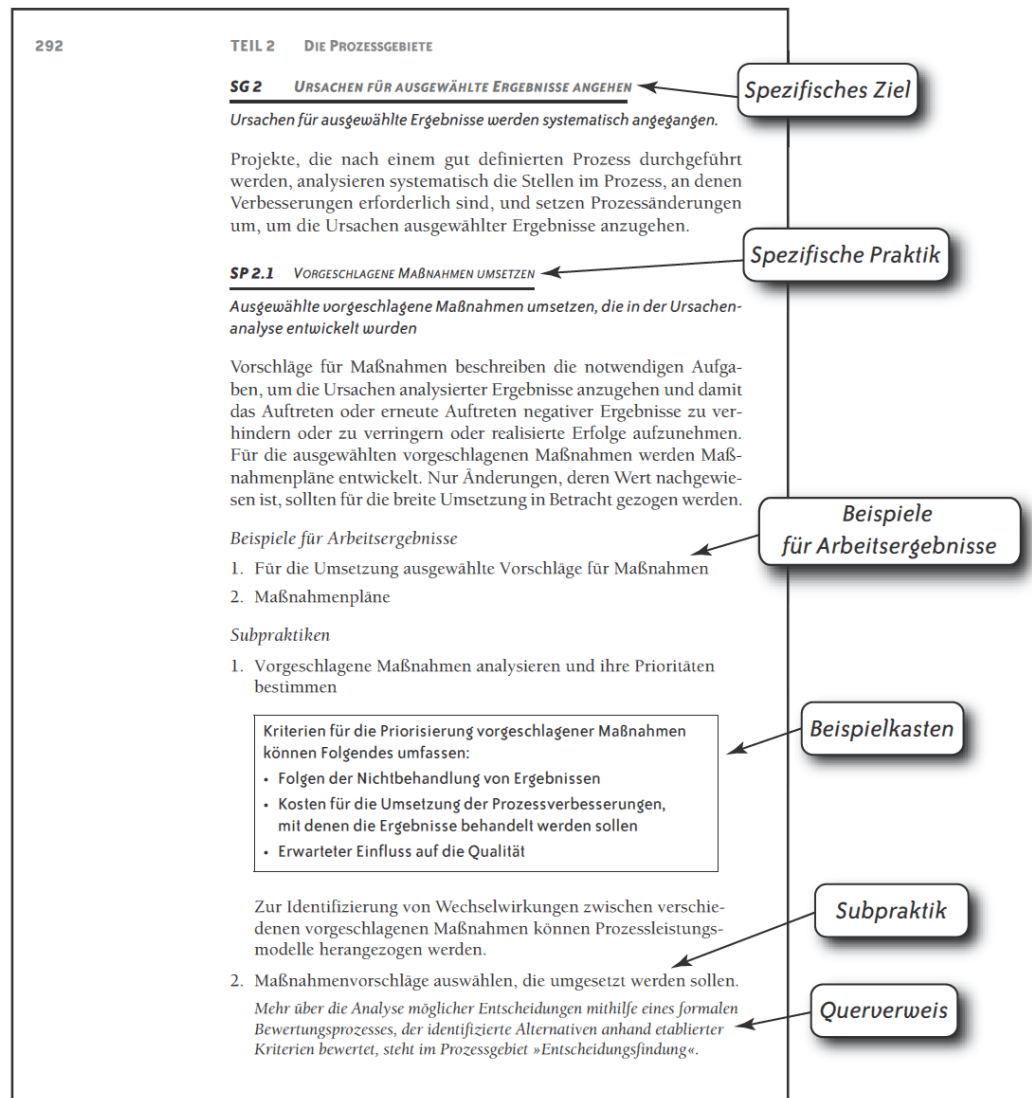 292
TEIL 2 DIE PROZESSGEBIETE
SG 2 URSACHEN FÜR AUSGEWÄHLTE ERGEBNISSE ANGEHEN
Spezifisches Ziel
Ursachen für ausgewählte Ergebnisse werden systematisch angegangen.
Projekte, die nach einem gut definierten Prozess durchgeführt
werden, analysieren systematisch die Stellen im Prozess, an denen
Verbesserungen erforderlich sind, und setzen Prozessänderungen
um, um die Ursachen ausgewählter Ergebnisse anzugehen.
Spezifische Praktik
SP 2.1 VORGESCHLAGENE MAẞNAHMEN UMSETZEN
Ausgewählte vorgeschlagene Maßnahmen umsetzen, die in der Ursachen-
analyse entwickelt wurden
Vorschläge für Maßnahmen beschreiben die notwendigen Aufga-
ben, um die Ursachen analysierter Ergebnisse anzugehen und damit
das Auftreten oder erneute Auftreten negativer Ergebnisse zu ver-
hindern oder zu verringern oder realisierte Erfolge aufzunehmen.
Für die ausgewählten vorgeschlagenen Maßnahmen werden Maß-
nahmenpläne entwickelt. Nur Änderungen, deren Wert nachgewie-
sen ist, sollten für die breite Umsetzung in Betracht gezogen werden.
Beispiele
für Arbeitsergebnisse
Beispiele für Arbeitsergebnisse
1. Für die Umsetzung ausgewählte Vorschläge für Maßnahmen
2. Maßnahmenpläne
Subpraktiken
1. Vorgeschlagene Maßnahmen analysieren und ihre Prioritäten
bestimmen
Beispielkasten
Kriterien für die Priorisierung vorgeschlagener Maßnahmen
können Folgendes umfassen:
• Folgen der Nichtbehandlung von Ergebnissen
• Kosten für die Umsetzung der Prozessverbesserungen,
mit denen die Ergebnisse behandelt werden sollen
• Erwarteter Einfluss auf die Qualität
Zur Identifizierung von Wechselwirkungen zwischen verschie-
denen vorgeschlagenen Maßnahmen können Prozessleistungs-
modelle herangezogen werden.
Subpraktik
2. Maßnahmenvorschläge auswählen, die umgesetzt werden sollen.
Mehr über die Analyse möglicher Entscheidungen mithilfe eines formalen
Bewertungsprozesses, der identifizierte Alternativen anhand etablierter
Kriterien bewertet, steht im Prozessgebiet »Entscheidungsfindung«.
Querverweis